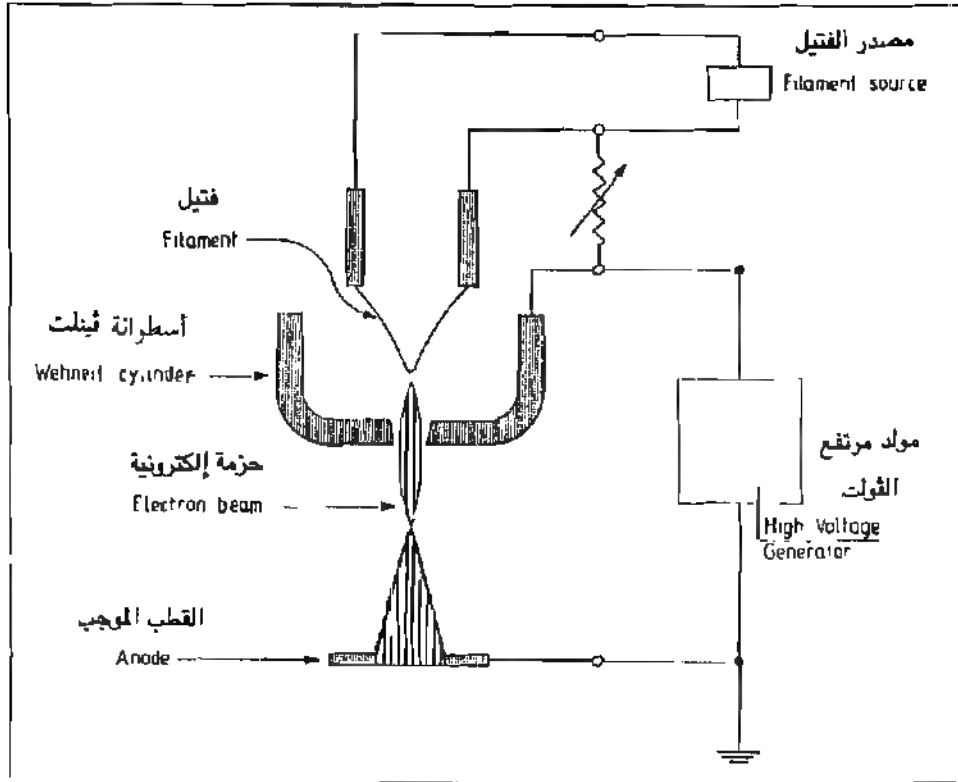 مصدر الفتيل
Filament source
فتيل
Filament
أسطوانة ڤينلت
Wehnelt cylinder
حزمة إلكترونية
Electron beam
مولد مرتفع
الڤولت
High Voltage
Generator
القطب الموجب
Anode